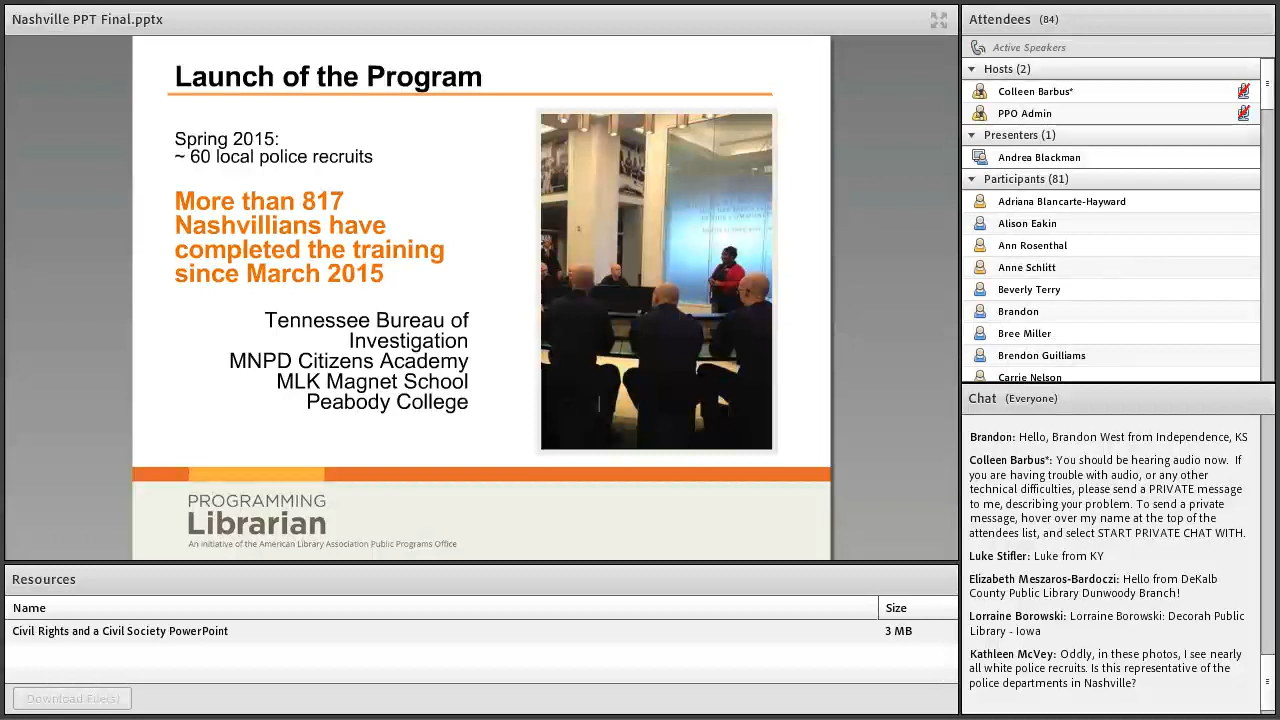 Nashville PPT Final.pptx
Launch of the Program
Spring 2015:
~ 60 local police recruits
More than 817
Nashvillians have
completed the training
since March 2015
Tennessee Bureau of
Investigation
MNPD Citizens Academy
MLK Magnet School
Peabody College
PROGRAMMING
Librarian
An initiative of the American Library Association Public Programs Office
Resources
Name
Size
Civil Rights and a Civil Society PowerPoint
3 MB
Download File(s)
Attendees (84)
Active Speakers
Hosts (2)
Colleen Barbus*
PPO Admin
Presenters (1)
Andrea Blackman
Participants (81)
Adriana Blancarte-Hayward
Alison Eakin
Ann Rosenthal
Anne Schlitt
Beverly Terry
Brandon
Bree Miller
Brendon Guilliams
Carrie Nelson
Chat (Everyone)
Brandon: Hello, Brandon West from Independence, KS
Colleen Barbus*: You should be hearing audio now. If
you are having trouble with audio, or any other
technical difficulties, please send a PRIVATE message
to me, describing your problem. To send a private
message, hover over my name at the top of the
attendees list, and select START PRIVATE CHAT WITH.
Luke Stifler: Luke from KY
Elizabeth Meszaros-Bardoczi: Hello from DeKalb
County Public Library Dunwoody Branch!
Lorraine Borowski: Lorraine Borowski: Decorah Public
Library - Iowa
Kathleen McVey: Oddly, in these photos, I see nearly
all white police recruits. Is this representative of the
police departments in Nashville?